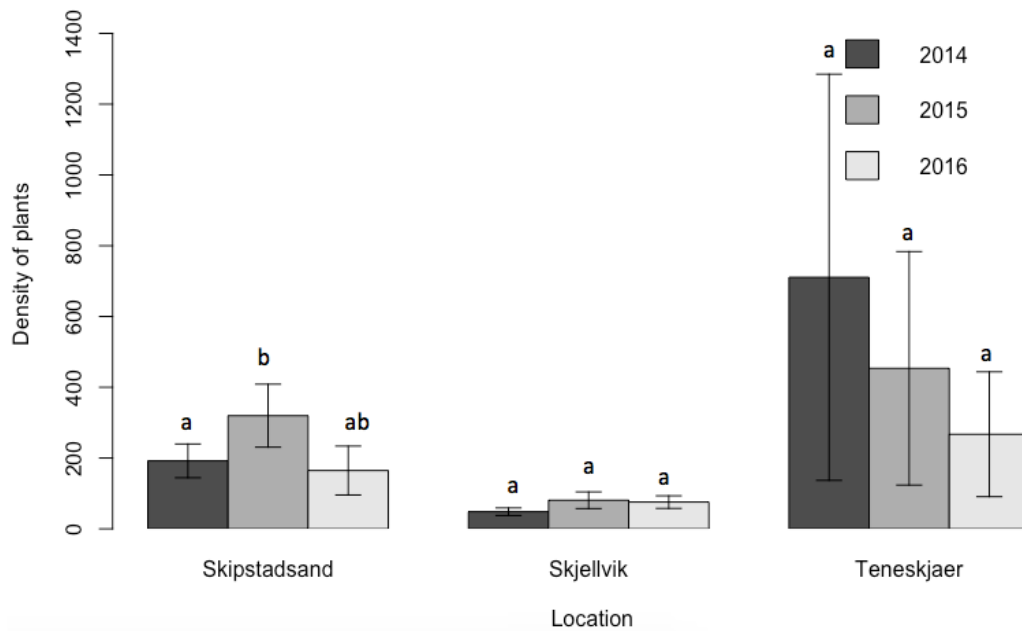 1400
1200
1000
800
600
400
200
0
Density of plants
a
b
ab
a
a
a
a
a
a
2014
2015
2016
Skipstadsand
Skjellvik
Teneskjaer
Location